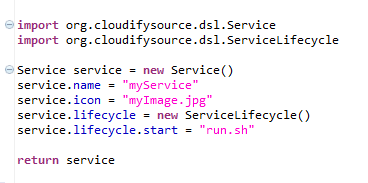 import org.cloudifysource.dsl.Service
import org.cloudifysource.dsl.ServiceLifecycle
Service service = new Service()
service.name = "myService"
service.icon = "myImage.jpg"
service.lifecycle = new ServiceLifecycle()
service.lifecycle.start = "run.sh"
return service